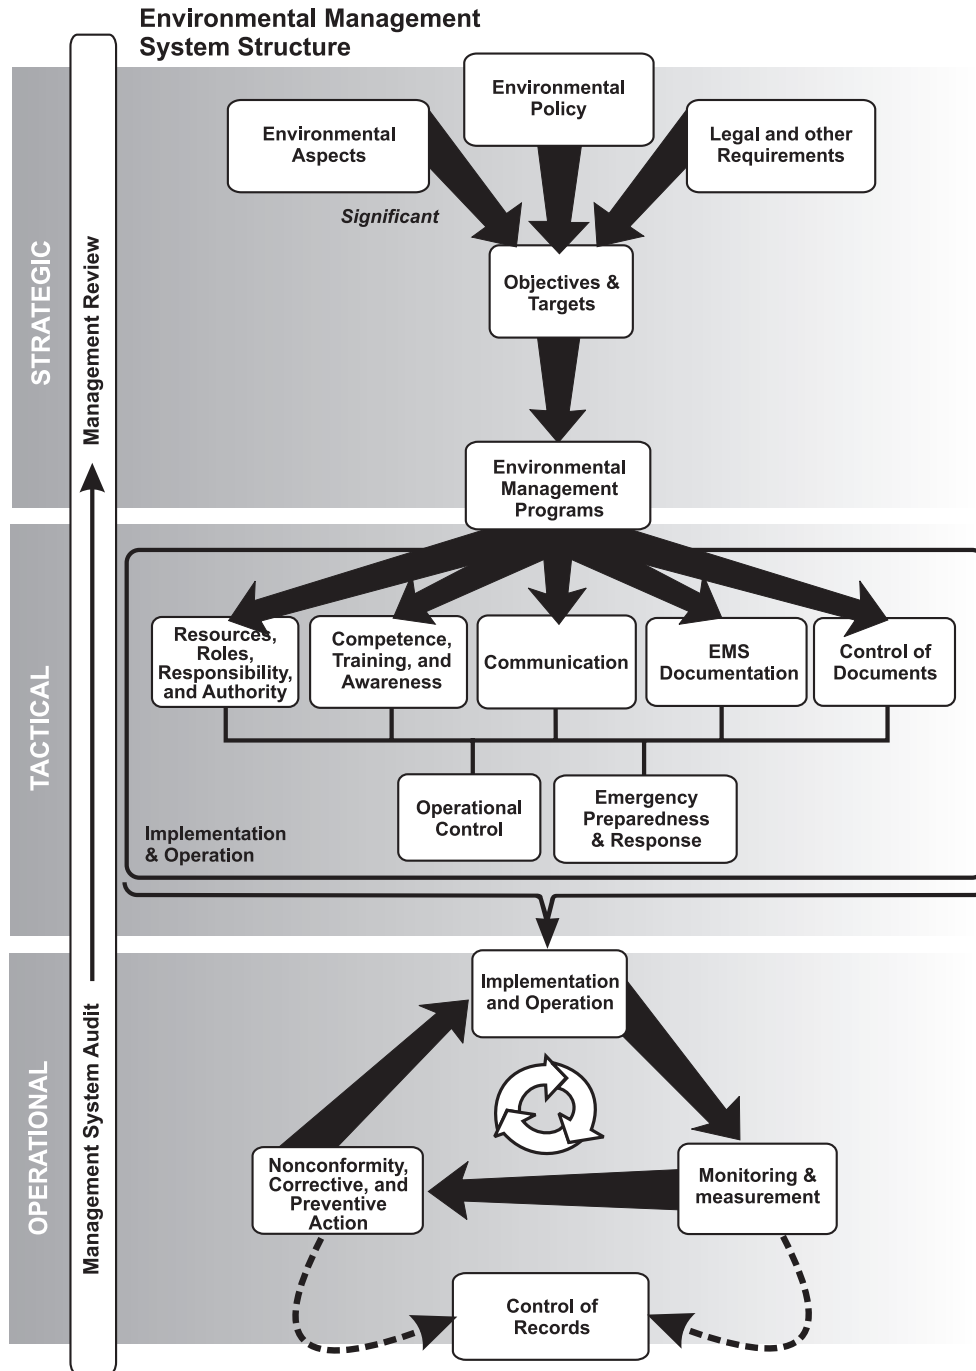 Environmental Management
System Structure
STRATEGIC
Management Review
Environmental
Policy
Environmental
Aspects
Legal and other
Requirements
Significant
Objectives &
Targets
Environmental
Management
Programs
TACTICAL
Resources,
Roles,
Responsibility,
and Authority
Competence,
Training, and
Awareness
Communication
EMS
Documentation
Control of
Documents
Operational
Control
Emergency
Preparedness
& Response
Implementation
& Operation
OPERATIONAL
Management System Audit
Implementation
and Operation
Nonconformity,
Corrective, and
Preventive
Action
Monitoring &
measurement
Control of
Records